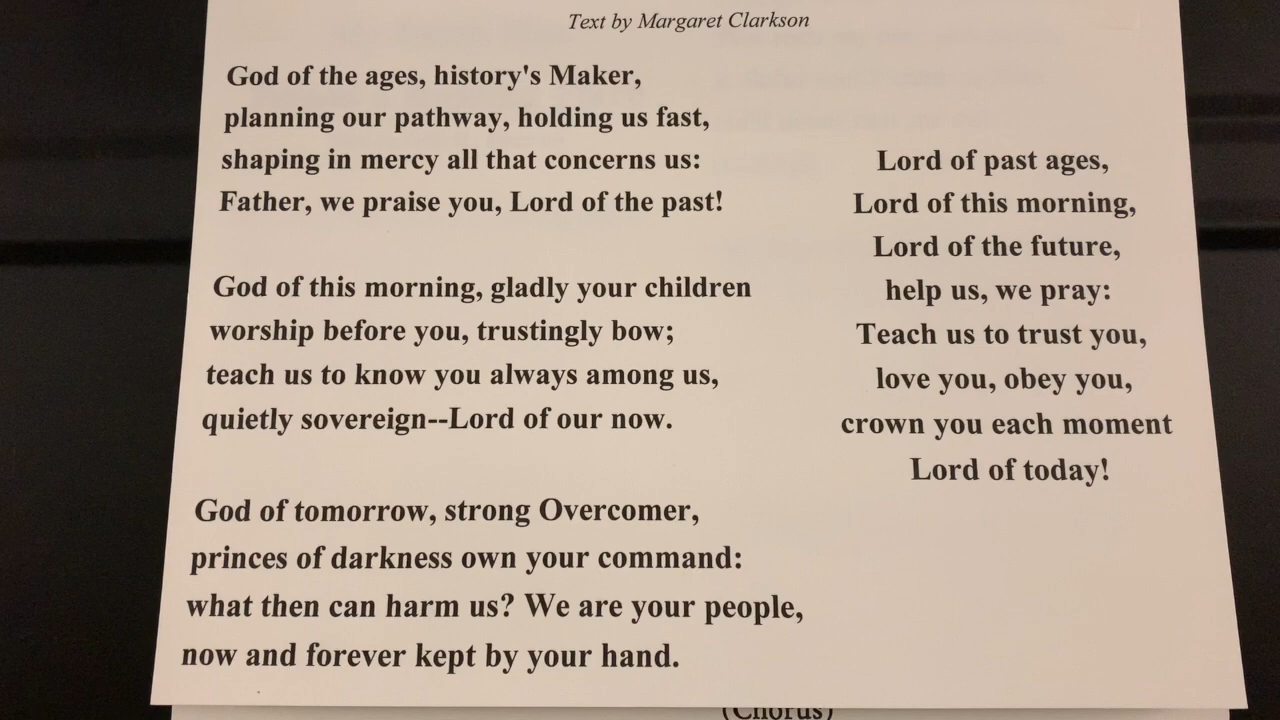 Text by Margaret Clarkson
God of the ages, history's Maker,
planning our pathway, holding us fast,
shaping in mercy all that concerns us:
Father, we praise you, Lord of the past!
God of this morning, gladly your children
worship before you, trustingly bow;
teach us to know you always among us,
quietly sovereign--Lord of our now.
God of tomorrow, strong Overcomer,
princes of darkness own your command:
what then can harm us? We are your people,
now and forever kept by your hand.
Lord of past ages,
Lord of this morning,
Lord of the future,
help us, we pray:
Teach us to trust you,
love you, obey you,
crown you each moment
Lord of today!
(Chorus)